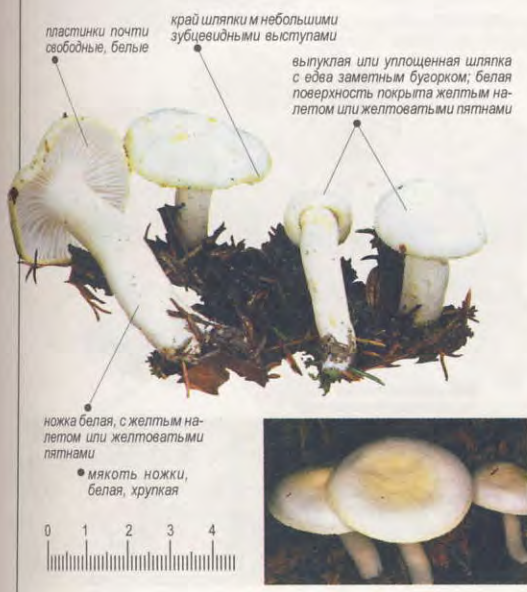 пластинки почти
свободные, белые
край шляпки м небольшими
зубцевидными выступами
выпуклая или уплощенная шляпка
с едва заметным бугорком; белая
поверхность покрыта желтым на-
летом или желтоватыми пятнами
ножка белая, с желтым на-
летом или желтоватыми
пятнами
мякоть ножки,
белая, хрупкая
0 1 2 3 4